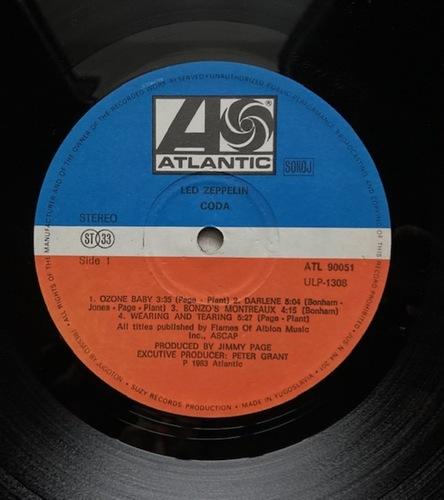 ALL RIGHTS OF THE MANUFACTURER AND OF THE OWNER OF THE RECORDED WORK RESERVED • UNAUTHORIZED PUBLIC PERFORMANCE BROADCASTING AND COPYING OF THIS RECORD PROHIBITED
ATLANTIC
SOKOJ
LED ZEPPELIN
CODA
STEREO
ST 33
Side 1
ATL 90051
ULP-1308
1. OZONE BABY 3:35 (Page - Plant) 2. DARLENE 5:04 (Bonham -
Jones - Page - Plant) 3. BONZO'S MONTREAUX 4:15 (Bonham)
4. WEARING AND TEARING 5:27 (Page - Plant)
All titles published by Flames Of Albion Music
Inc., ASCAP
PRODUCED BY JIMMY PAGE
EXCUTIVE PRODUCER: PETER GRANT
℗ 1983 Atlantic
PRESSED BY JUGOTON • SUZY RECORDS PRODUCTION • MADE IN YUGOSLAVIA